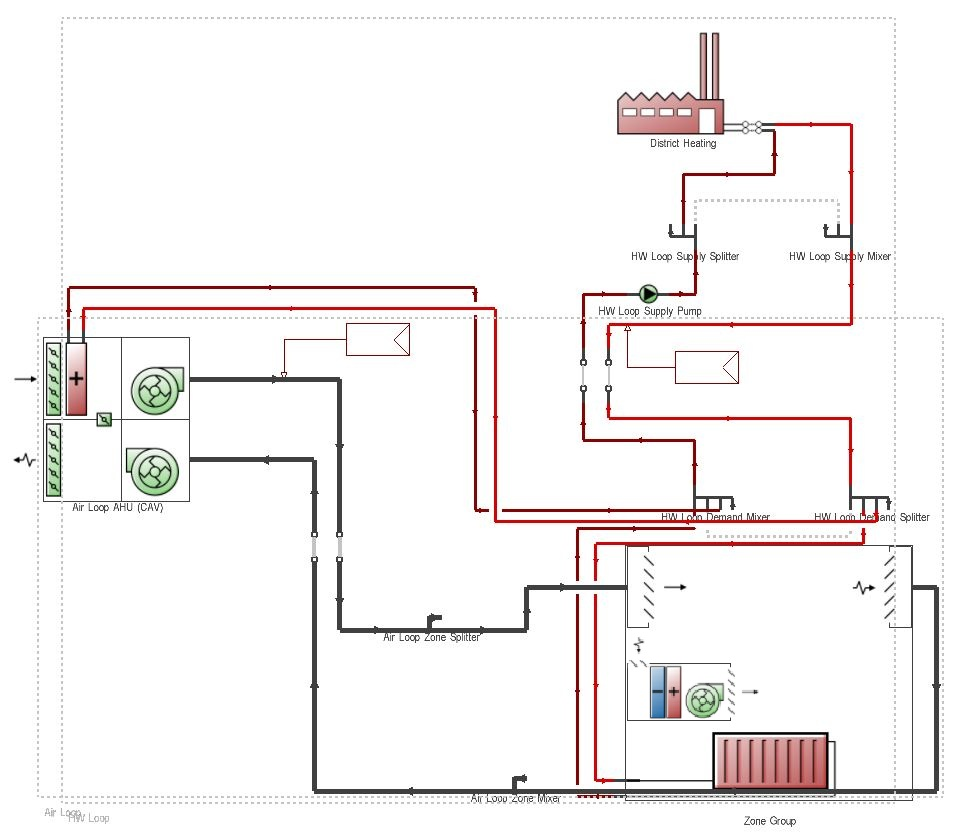 District Heating
HW Loop Supply Splitter
HW Loop Supply Mixer
HW Loop Supply Pump
Air Loop AHU (CAV)
HW Loop Demand Mixer
HW Loop Demand Splitter
Air Loop Zone Splitter
Air Loop Zone Mixer
Air Loop
HW Loop
Zone Group